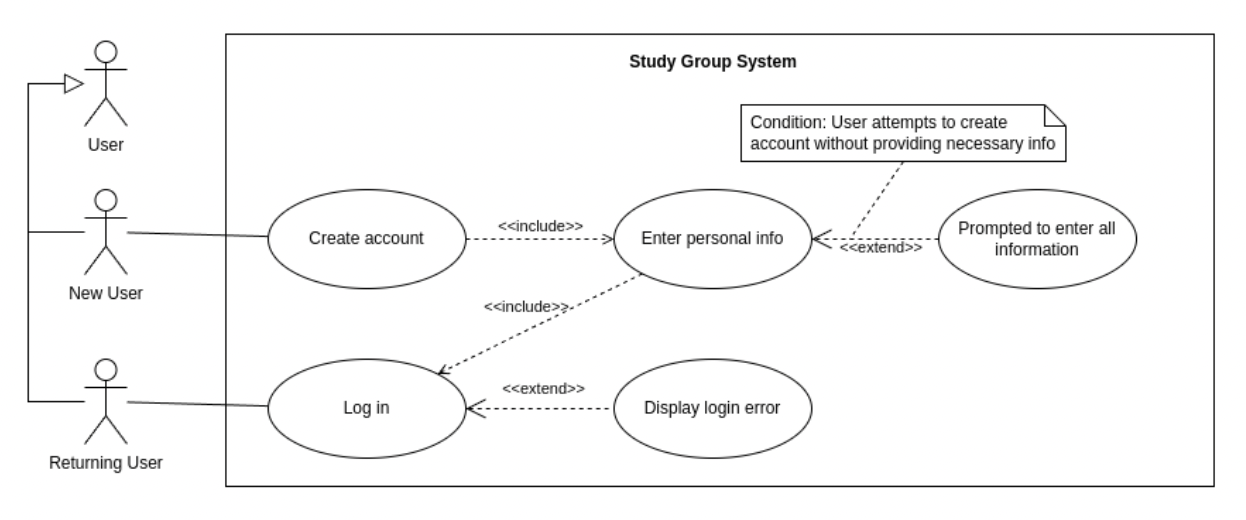 Study Group System
User
Condition: User attempts to create
account without providing necessary info
New User
Create account
<<include>>
Enter personal info
<<extend>>
Prompted to enter all
information
<<include>>
Returning User
Log in
<<extend>>
Display login error